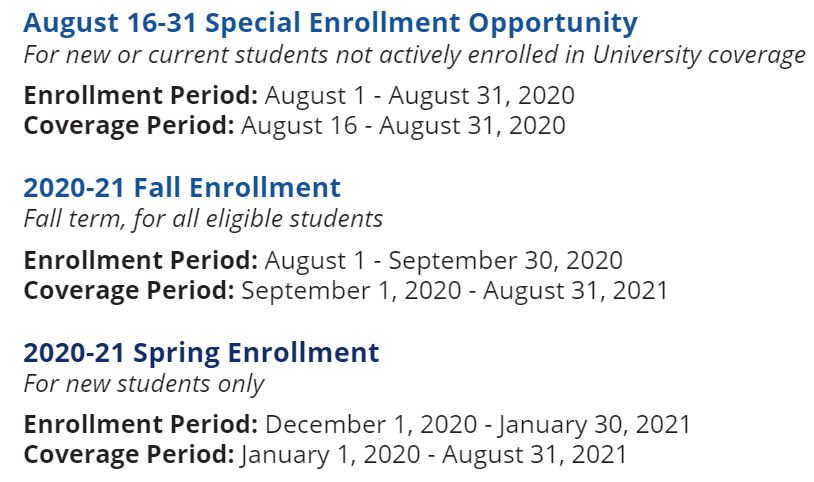 August 16-31 Special Enrollment Opportunity
For new or current students not actively enrolled in University coverage
Enrollment Period: August 1 - August 31, 2020
Coverage Period: August 16 - August 31, 2020
2020-21 Fall Enrollment
Fall term, for all eligible students
Enrollment Period: August 1 - September 30, 2020
Coverage Period: September 1, 2020 - August 31, 2021
2020-21 Spring Enrollment
For new students only
Enrollment Period: December 1, 2020 - January 30, 2021
Coverage Period: January 1, 2020 - August 31, 2021